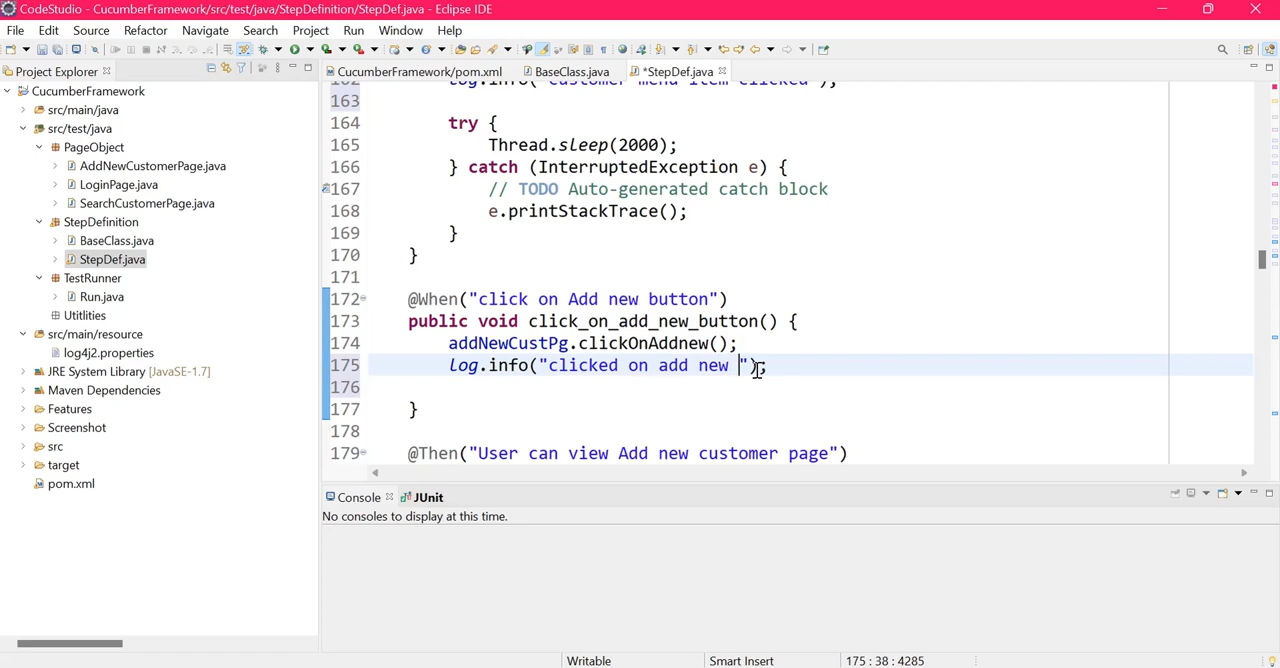 CodeStudio - CucumberFramework/src/test/java/StepDefinition/StepDef.java - Eclipse IDE
File Edit Source Refactor Navigate Search Project Run Window Help
Project Explorer
CucumberFramework
src/main/java
src/test/java
PageObject
AddNewCustomerPage.java
LoginPage.java
SearchCustomerPage.java
StepDefinition
BaseClass.java
StepDef.java
TestRunner
Run.java
Utitlities
src/main/resource
log4j2.properties
JRE System Library [JavaSE-1.7]
Maven Dependencies
Features
Screenshot
src
target
pom.xml
CucumberFramework/pom.xml BaseClass.java *StepDef.java
162 log.info("customer menu item clicked");
163
164 try {
165 Thread.sleep(2000);
166 } catch (InterruptedException e) {
167 // TODO Auto-generated catch block
168 e.printStackTrace();
169 }
170 }
171
172 @When("click on Add new button")
173 public void click_on_add_new_button() {
174 addNewCustPg.clickOnAddnew();
175 log.info("clicked on add new ");
176
177 }
178
179 @Then("User can view Add new customer page")
Console JUnit
No consoles to display at this time.
Writable Smart Insert 175 : 38 : 4285